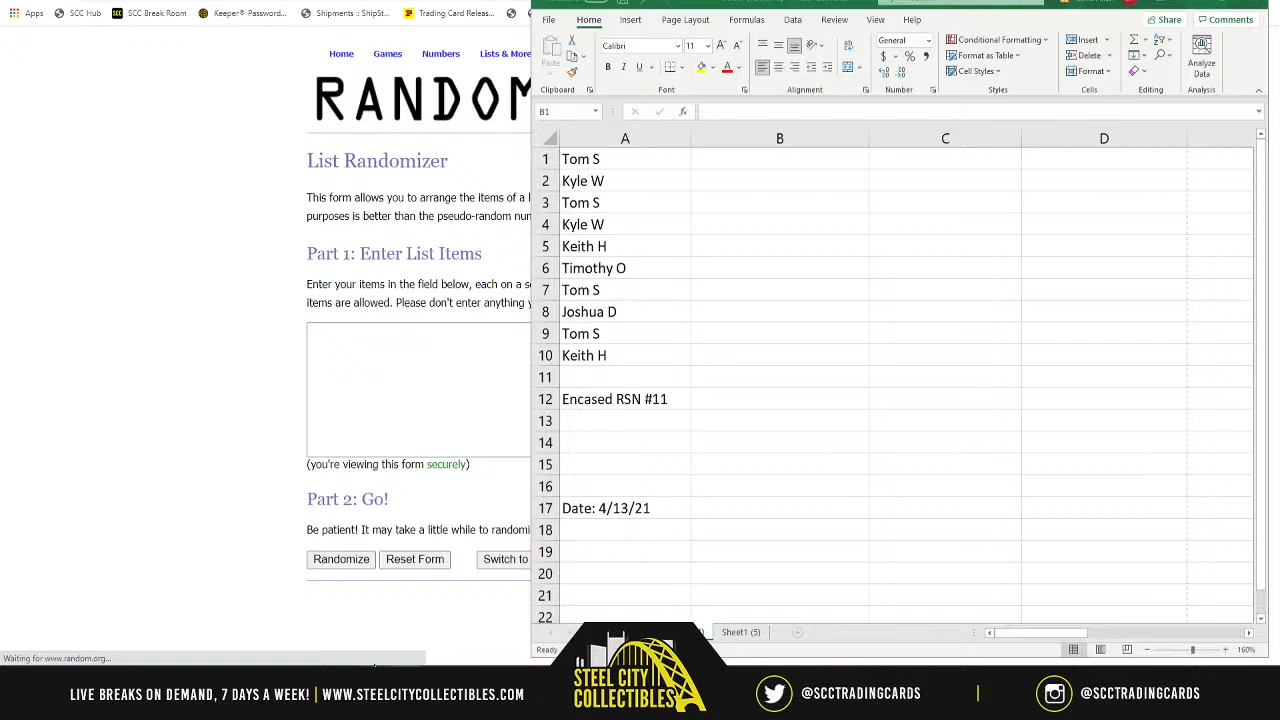 Apps SCC Hub SCC Break Room Keeper® Password... Shipments :: ShipSt... Trading Card Releas...
Home Games Numbers Lists & More
RANDOM
List Randomizer
This form allows you to arrange the items of a l
purposes is better than the pseudo-random nu
Part 1: Enter List Items
Enter your items in the field below, each on a s
items are allowed. Please don't enter anything
(you're viewing this form securely)
Part 2: Go!
Be patient! It may take a little while to randomi
Randomize Reset Form Switch to
Waiting for www.random.org...
File Home Insert Page Layout Formulas Data Review View Help Share Comments
Paste Calibri 11 General Conditional Formatting Format as Table Cell Styles Insert Delete Format Analyze Data
B I U
Clipboard Font Alignment Number Styles Cells Editing Analysis
B1 fx
A B C D
1 Tom S
2 Kyle W
3 Tom S
4 Kyle W
5 Keith H
6 Timothy O
7 Tom S
8 Joshua D
9 Tom S
10 Keith H
11
12 Encased RSN #11
13
14
15
16
17 Date: 4/13/21
18
19
20
21
22
Sheet1 (5)
Ready 160%
LIVE BREAKS ON DEMAND, 7 DAYS A WEEK! | WWW.STEELCITYCOLLECTIBLES.COM
STEEL CITY
COLLECTIBLES
@SCCTRADINGCARDS | @SCCTRADINGCARDS